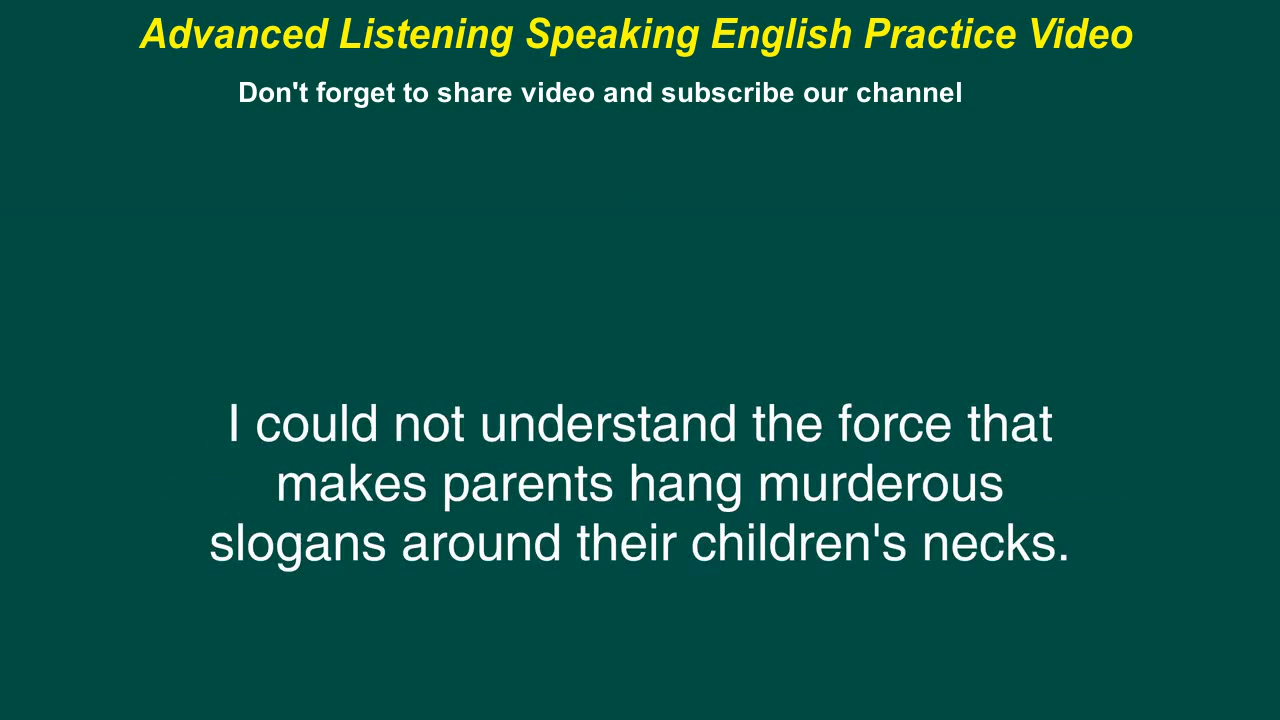 Advanced Listening Speaking English Practice Video
Don't forget to share video and subscribe our channel
I could not understand the force that
makes parents hang murderous
slogans around their children's necks.